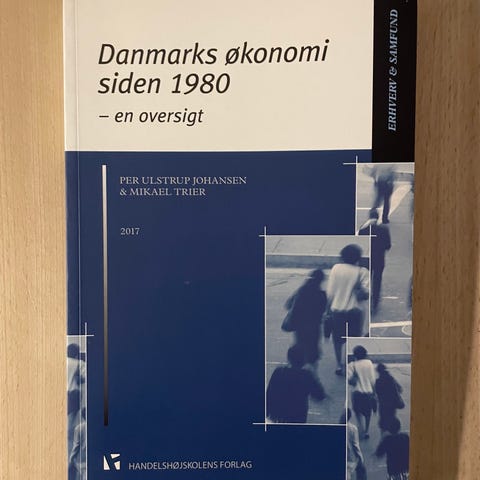 Danmarks økonomi
siden 1980
– en oversigt
ERHVERV & SAMFUND
PER ULSTRUP JOHANSEN
& MIKAEL TRIER
2017
HANDELSHØJSKOLENS FORLAG